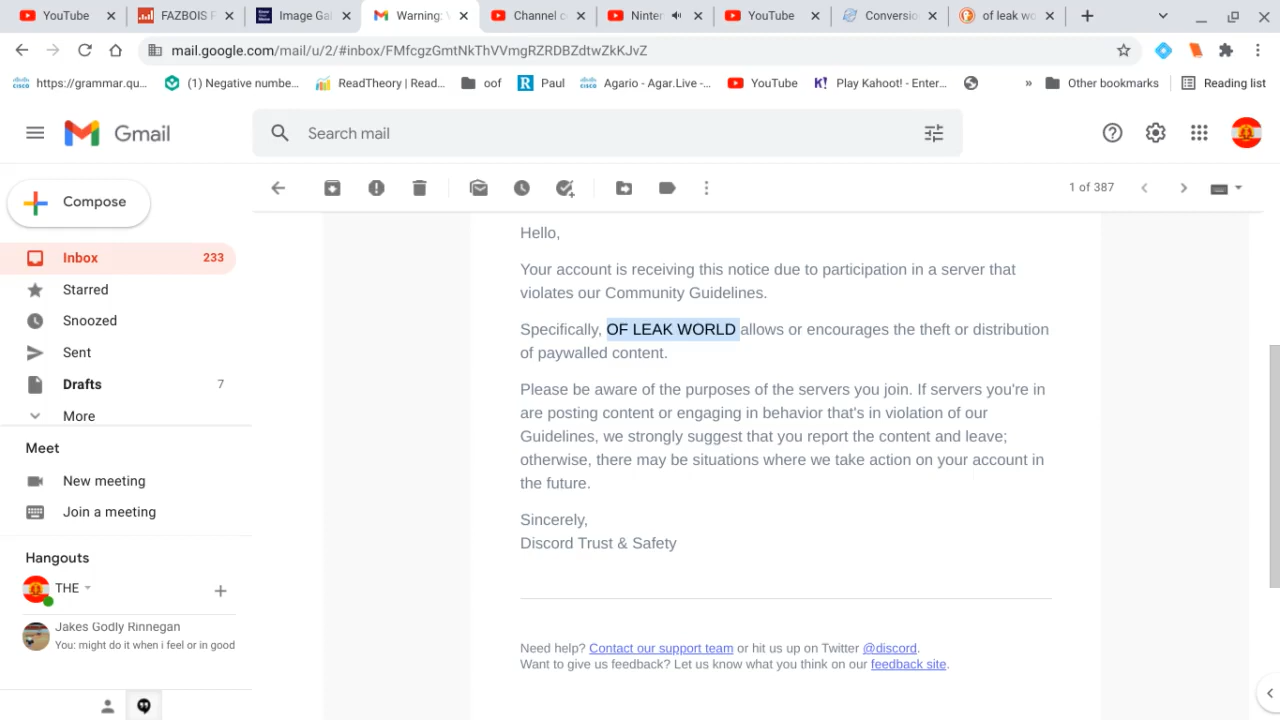 YouTube
FAZBOIS F
Image Gal
Warning: \
Channel c
Ninter
YouTube
Conversio
of leak wo
mail.google.com/mail/u/2/#inbox/FMfcgzGmtNkThVVmgRZRDBZdtwZkKJvZ
https://grammar.qu...
(1) Negative numbe...
ReadTheory | Read...
oof
R Paul
Agario - Agar.Live -...
YouTube
K! Play Kahoot! - Enter...
»
Other bookmarks
Reading list
Gmail
Search mail
Compose
1 of 387
Inbox 233
Starred
Snoozed
Sent
Drafts 7
More
Meet
New meeting
Join a meeting
Hangouts
THE
Jakes Godly Rinnegan
You: might do it when i feel or in good
Hello,
Your account is receiving this notice due to participation in a server that
violates our Community Guidelines.
Specifically, OF LEAK WORLD allows or encourages the theft or distribution
of paywalled content.
Please be aware of the purposes of the servers you join. If servers you're in
are posting content or engaging in behavior that's in violation of our
Guidelines, we strongly suggest that you report the content and leave;
otherwise, there may be situations where we take action on your account in
the future.
Sincerely,
Discord Trust & Safety
Need help? Contact our support team or hit us up on Twitter @discord.
Want to give us feedback? Let us know what you think on our feedback site.